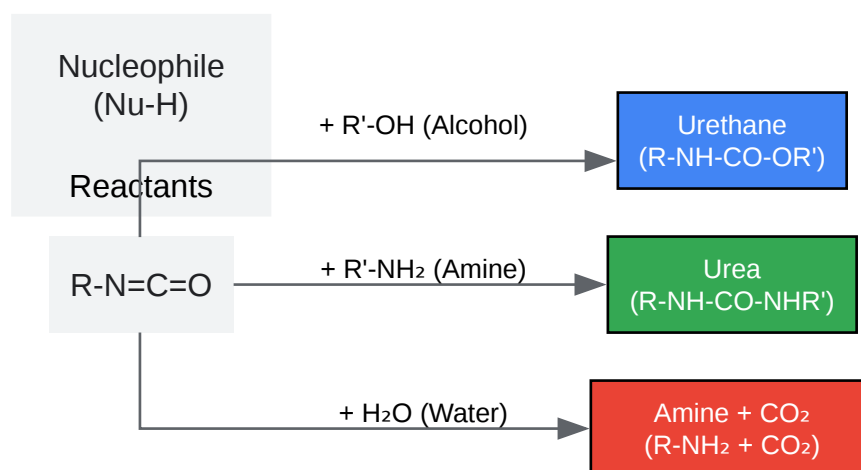 Nucleophile
(Nu-H)
Reactants
R-N=C=O
+ R'-OH (Alcohol)
Urethane
(R-NH-CO-OR')
+ R'-NH₂ (Amine)
Urea
(R-NH-CO-NHR')
+ H₂O (Water)
Amine + CO₂
(R-NH₂ + CO₂)